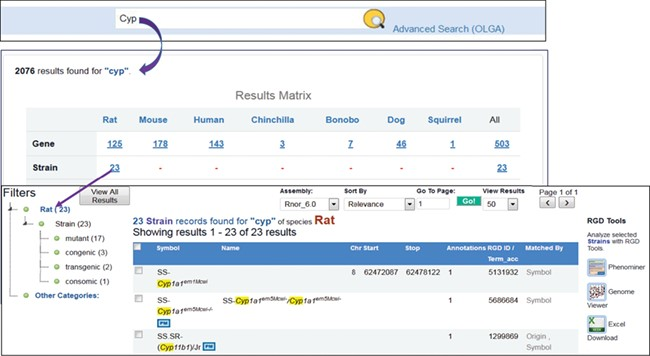 Cyp
Advanced Search (OLGA)
2076 results found for "cyp".
Results Matrix
Rat Mouse Human Chinchilla Bonobo Dog Squirrel All
Gene 125 178 143 3 7 46 1 503
Strain 23 - - - - - - 23
Filters
View All Results
Assembly: Sort By Go To Page: View Results Page 1 of 1
Rnor_6.0 Relevance 1 Go! 50 < >
Rat (23)
Strain (23)
mutant (17)
congenic (3)
transgenic (2)
consomic (1)
Other Categories:
23 Strain records found for "cyp" of species Rat
Showing results 1 - 23 of 23 results
Symbol Name Chr Start Stop Annotations RGD ID / Term_acc Matched By
SS-Cyp1a1em1Mcwi 8 62472087 62478122 1 5131932 Symbol
SS-Cyp1a1em5Mcwi-/- SS-Cyp1a1em5Mcwi-/Cyp1a1em5Mcwi- 1 5686684 Symbol
PM
SS.SR-(Cyp11b1)/Jr PM 1 1299869 Origin , Symbol
RGD Tools
Analyze selected
Strains with RGD
Tools
Phenominer
Genome
Viewer
Excel
Download